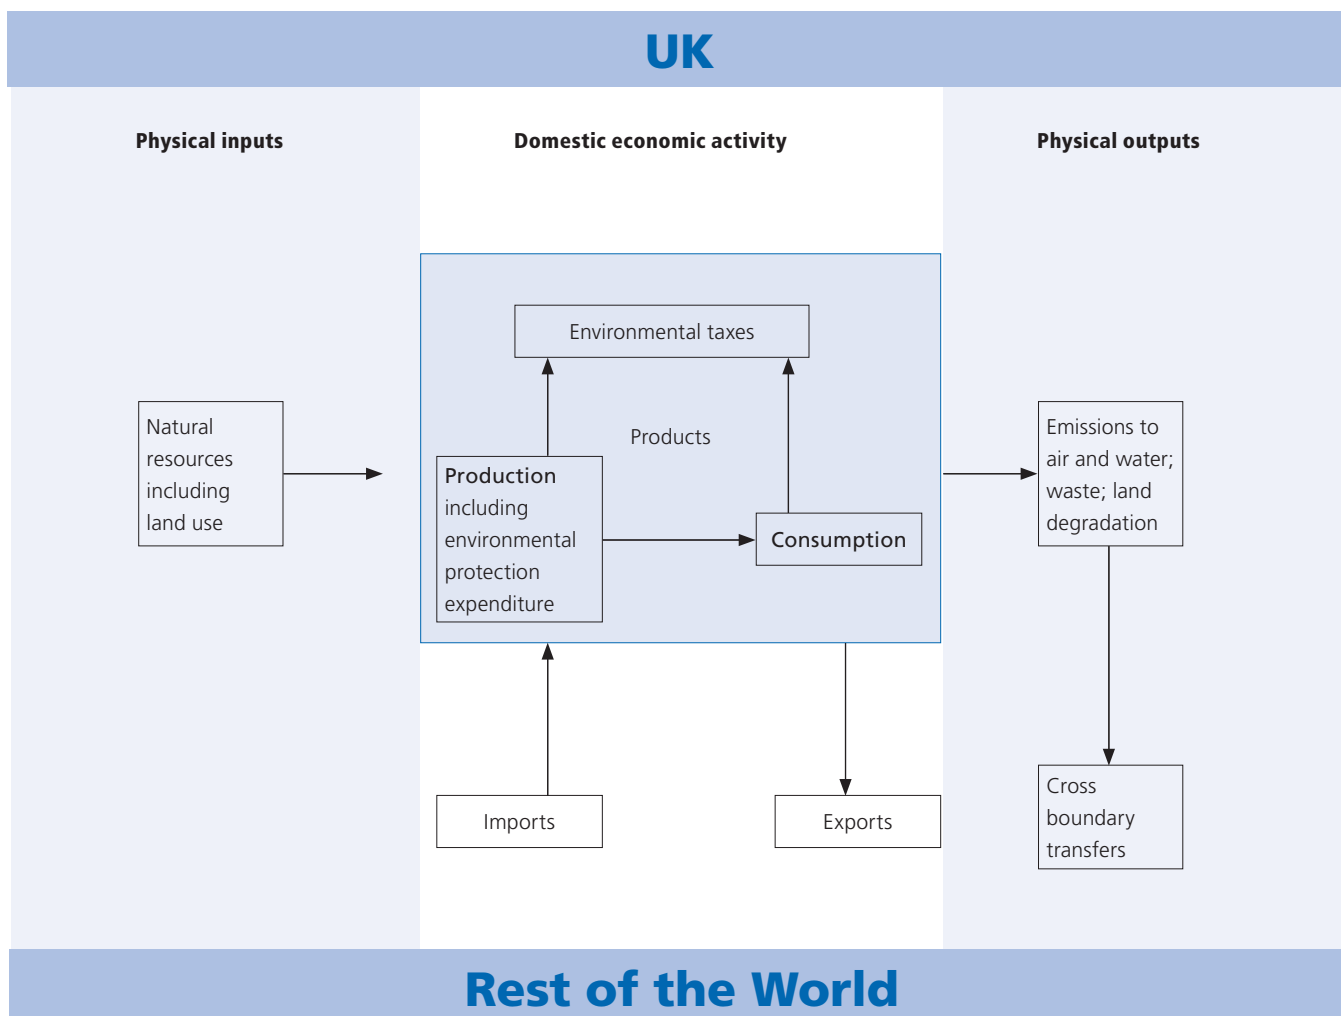 UK
Physical inputs
Domestic economic activity
Physical outputs
Environmental taxes
Natural
resources
including
land use
Products
Production
including
environmental
protection
expenditure
Consumption
Emissions to
air and water;
waste; land
degradation
Imports
Exports
Cross
boundary
transfers
Rest of the World